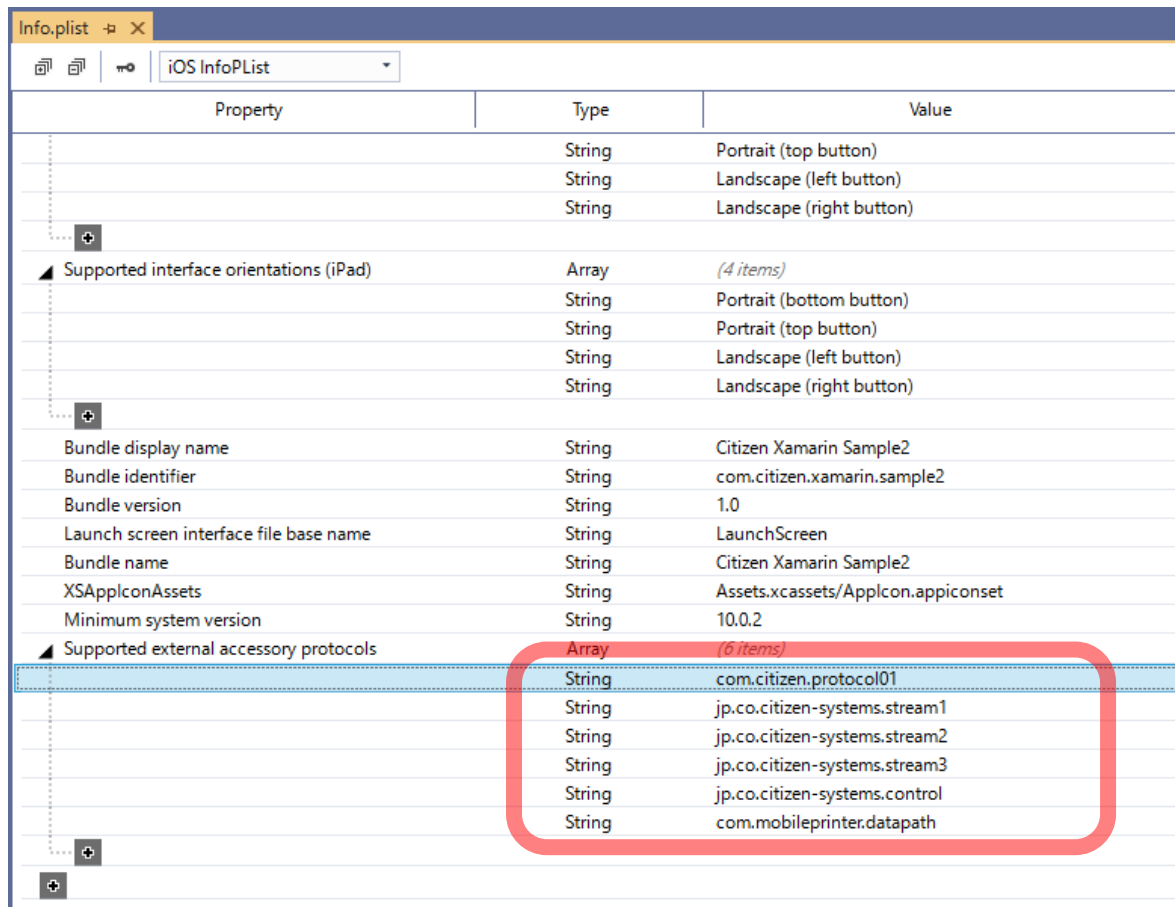 Info.plist
iOS InfoPList
Property Type Value
String Portrait (top button)
String Landscape (left button)
String Landscape (right button)
Supported interface orientations (iPad) Array (4 items)
String Portrait (bottom button)
String Portrait (top button)
String Landscape (left button)
String Landscape (right button)
Bundle display name String Citizen Xamarin Sample2
Bundle identifier String com.citizen.xamarin.sample2
Bundle version String 1.0
Launch screen interface file base name String LaunchScreen
Bundle name String Citizen Xamarin Sample2
XSAppIconAssets String Assets.xcassets/AppIcon.appiconset
Minimum system version String 10.0.2
Supported external accessory protocols Array (6 items)
String com.citizen.protocol01
String jp.co.citizen-systems.stream1
String jp.co.citizen-systems.stream2
String jp.co.citizen-systems.stream3
String jp.co.citizen-systems.control
String com.mobileprinter.datapath